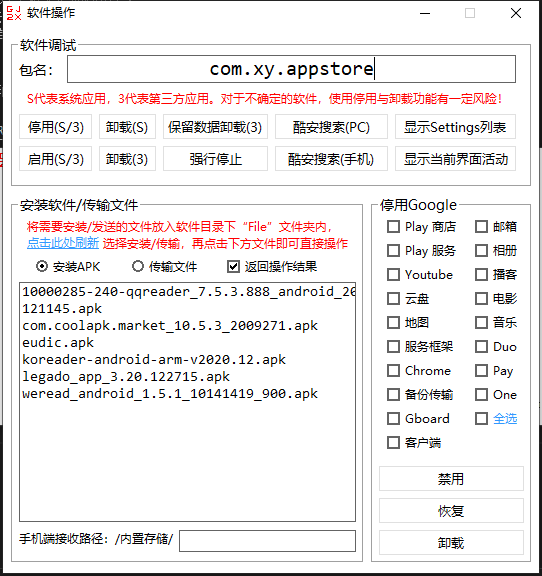 GJZX 软件操作
软件调试
包名： com.xy.appstore
S代表系统应用，3代表第三方应用。对于不确定的软件，使用停用与卸载功能有一定风险！
停用(S/3) 卸载(S) 保留数据卸载(3) 酷安搜索(PC) 显示Settings列表
启用(S/3) 卸载(3) 强行停止 酷安搜索(手机) 显示当前界面活动
安装软件/传输文件
将需要安装/发送的文件放入软件目录下“File”文件夹内，
点击此处刷新 选择安装/传输，再点击下方文件即可直接操作
安装APK 传输文件 返回操作结果
10000285-240-qqreader_7.5.3.888_android_20
121145.apk
com.coolapk.market_10.5.3_2009271.apk
eudic.apk
koreader-android-arm-v2020.12.apk
legado_app_3.20.122715.apk
weread_android_1.5.1_10141419_900.apk
手机端接收路径：/内置存储/
停用Google
Play 商店 邮箱
Play 服务 相册
Youtube 播客
云盘 电影
地图 音乐
服务框架 Duo
Chrome Pay
备份传输 One
Gboard 全选
客户端
禁用
恢复
卸载